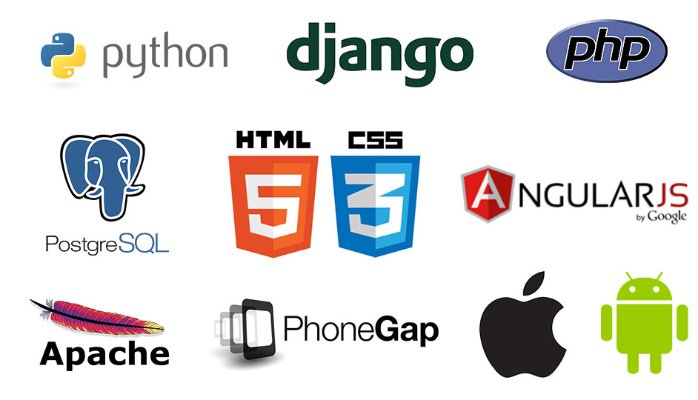 python
django
php
PostgreSQL
HTML
5
CSS
3
ANGULARJS
by Google
Apache
PhoneGap